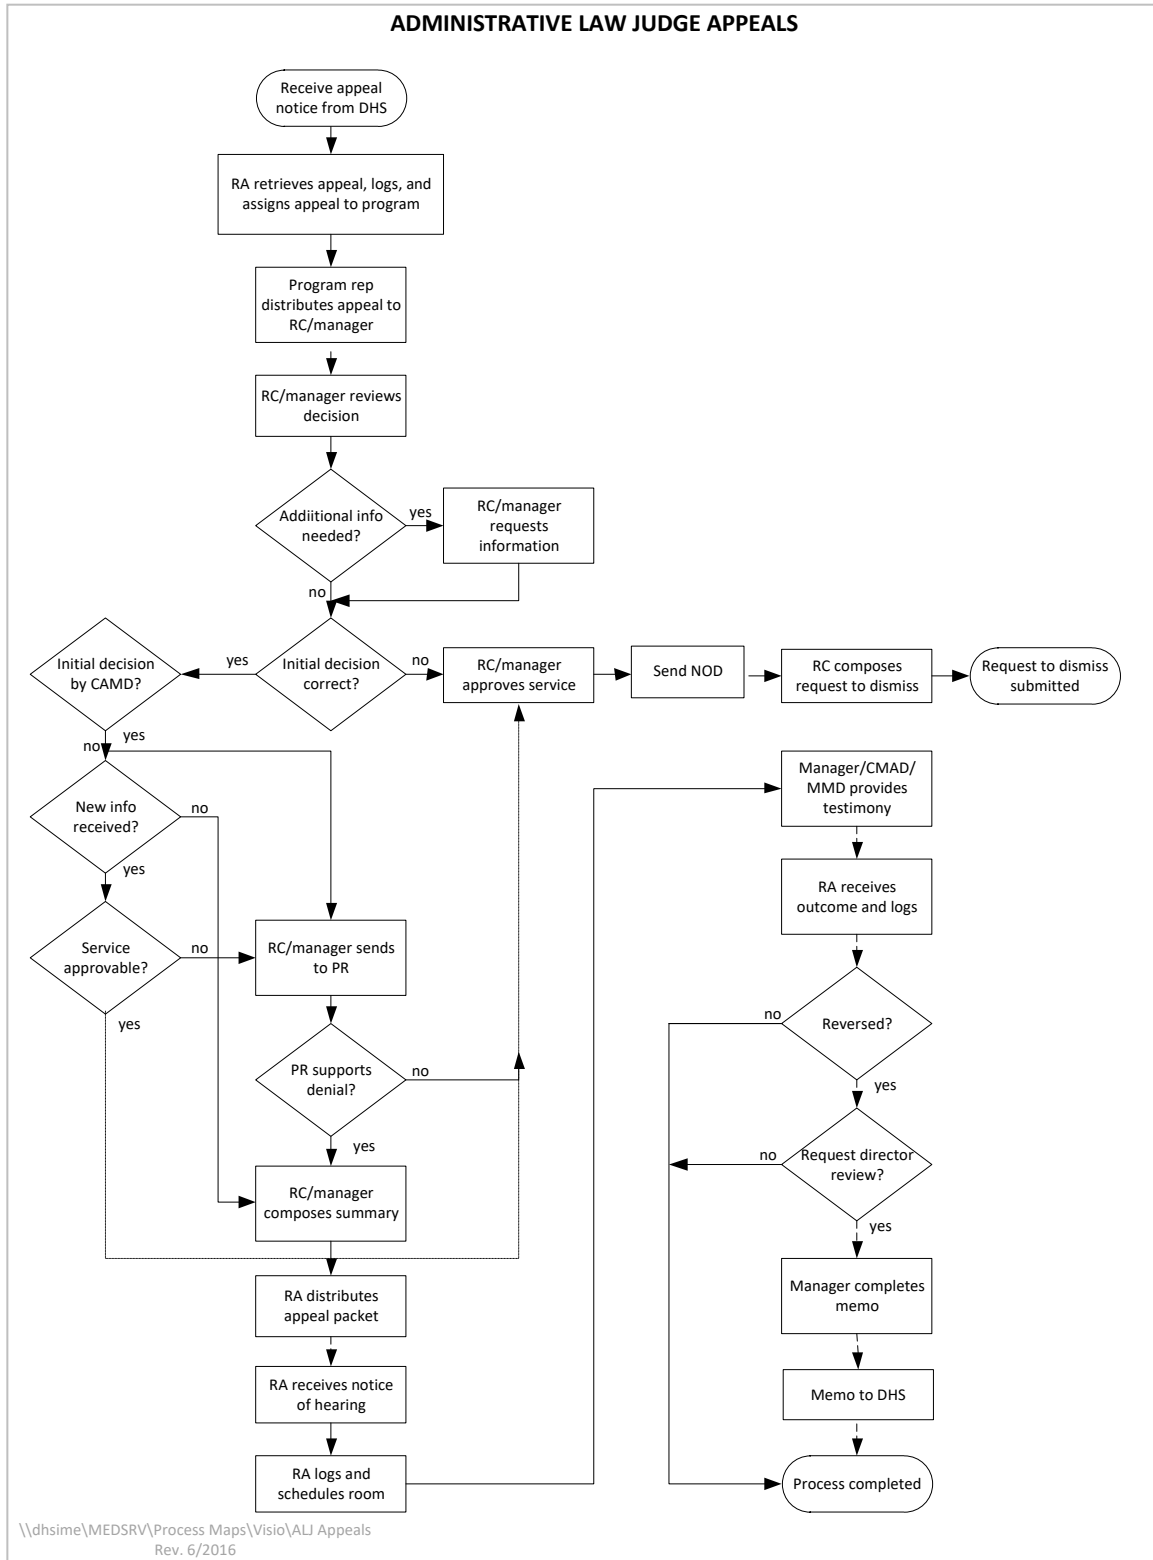 ADMINISTRATIVE LAW JUDGE APPEALS
Receive appeal
notice from DHS
RA retrieves appeal, logs, and
assigns appeal to program
Program rep
distributes appeal to
RC/manager
RC/manager reviews
decision
Addiitional info
needed?
yes
RC/manager
requests
information
no
Initial decision
by CAMD?
yes
Initial decision
correct?
no
RC/manager
approves service
Send NOD
RC composes
request to dismiss
Request to dismiss
submitted
no
yes
New info
received?
no
yes
Service
approvable?
no
yes
RC/manager sends
to PR
PR supports
denial?
no
yes
RC/manager
composes summary
RA distributes
appeal packet
RA receives notice
of hearing
RA logs and
schedules room
Manager/CMAD/
MMD provides
testimony
RA receives
outcome and logs
Reversed?
no
yes
Request director
review?
no
yes
Manager completes
memo
Memo to DHS
Process completed
\\dhsime\MEDSRV\Process Maps\Visio\ALJ Appeals
Rev. 6/2016